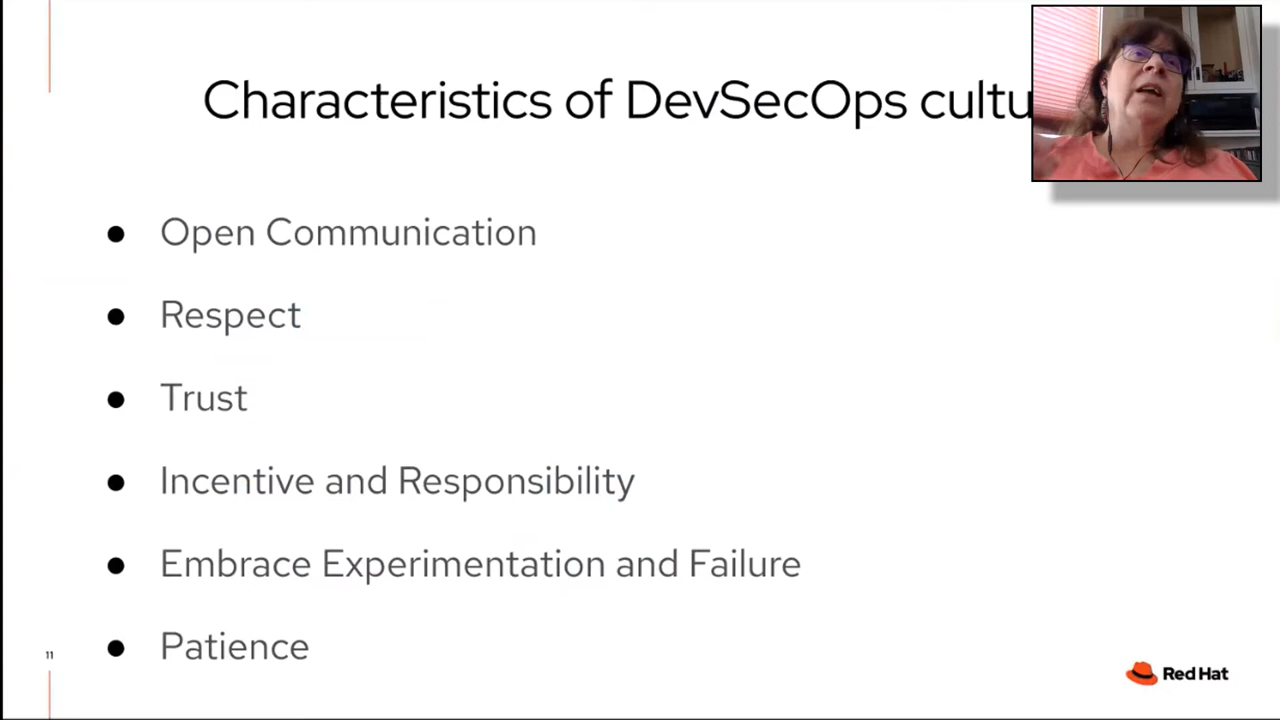 Characteristics of DevSecOps cultu
Open Communication
Respect
Trust
Incentive and Responsibility
Embrace Experimentation and Failure
Patience
11
Red Hat